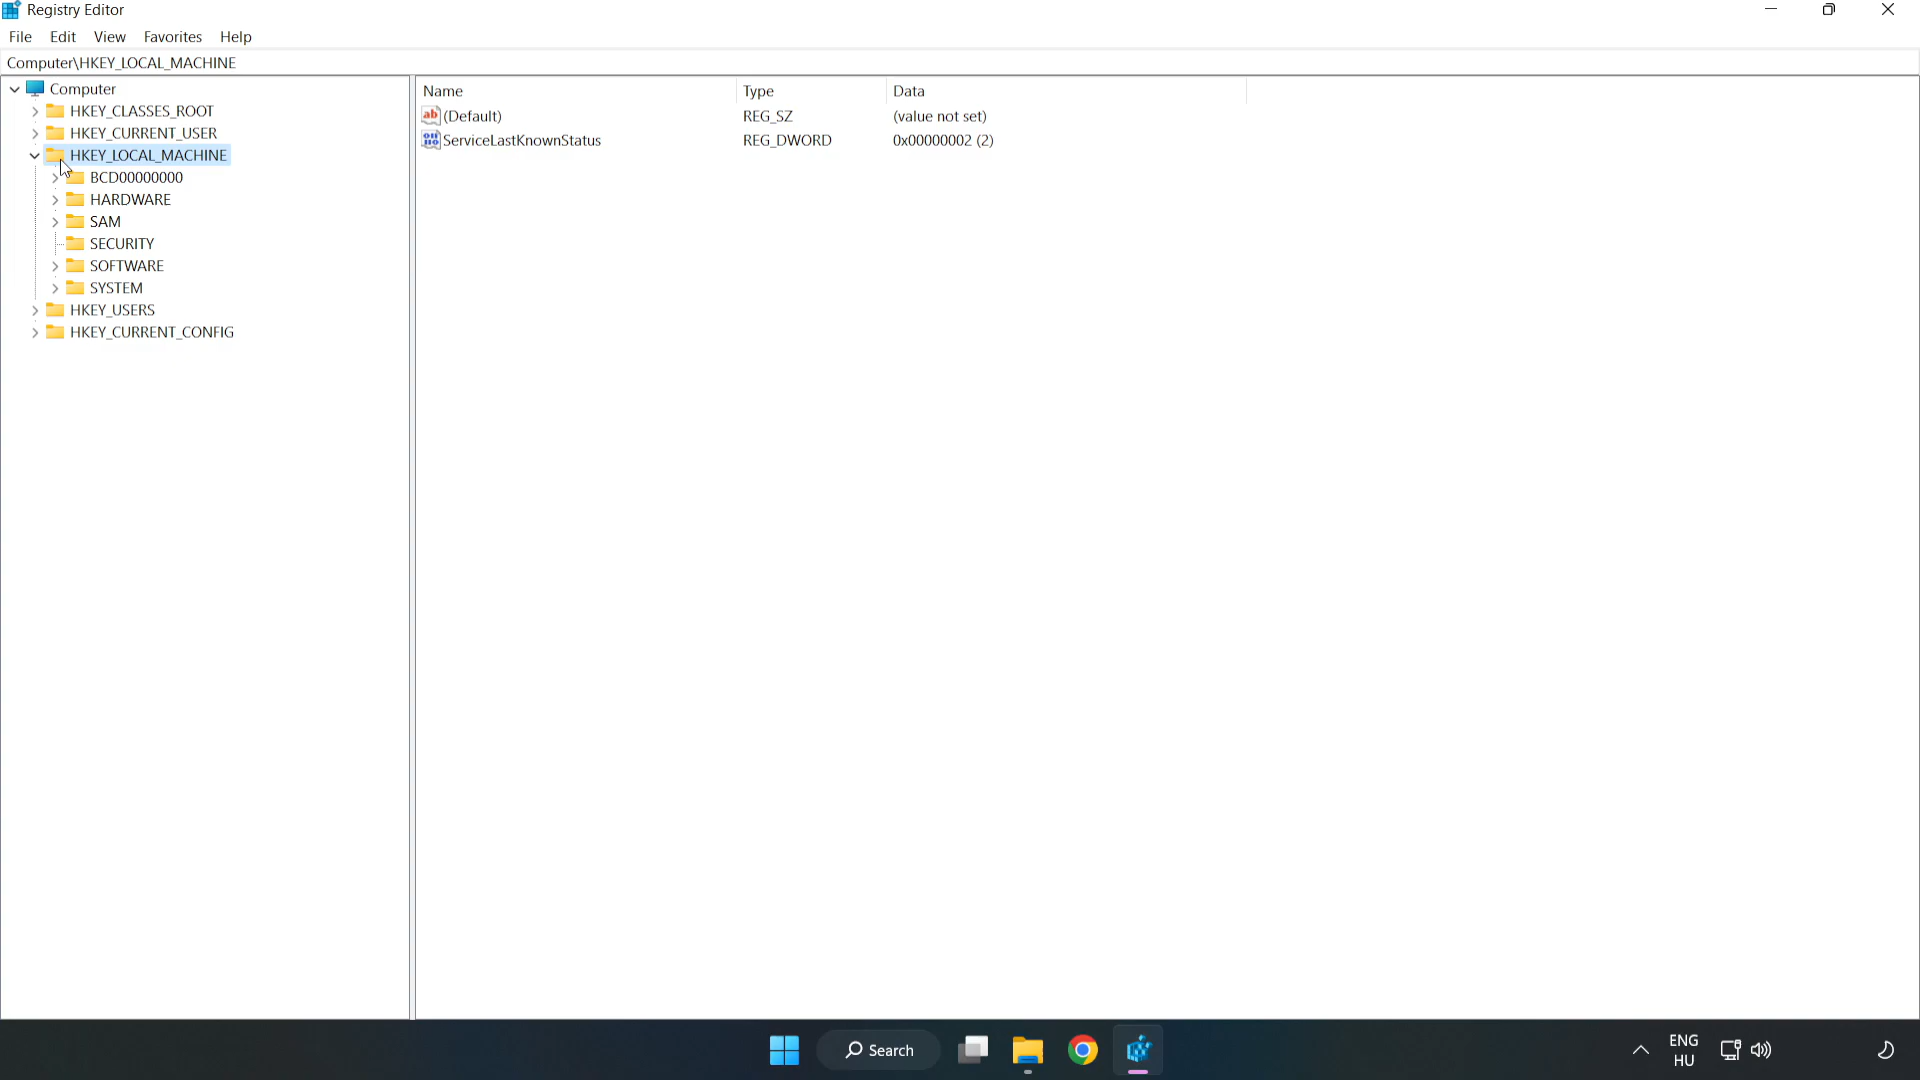 Registry Editor
File Edit View Favorites Help
Computer\HKEY_LOCAL_MACHINE
Computer
HKEY_CLASSES_ROOT
HKEY_CURRENT_USER
HKEY_LOCAL_MACHINE
BCD00000000
HARDWARE
SAM
SECURITY
SOFTWARE
SYSTEM
HKEY_USERS
HKEY_CURRENT_CONFIG
Name Type Data
(Default) REG_SZ (value not set)
ServiceLastKnownStatus REG_DWORD 0x00000002 (2)
Search
ENG
HU